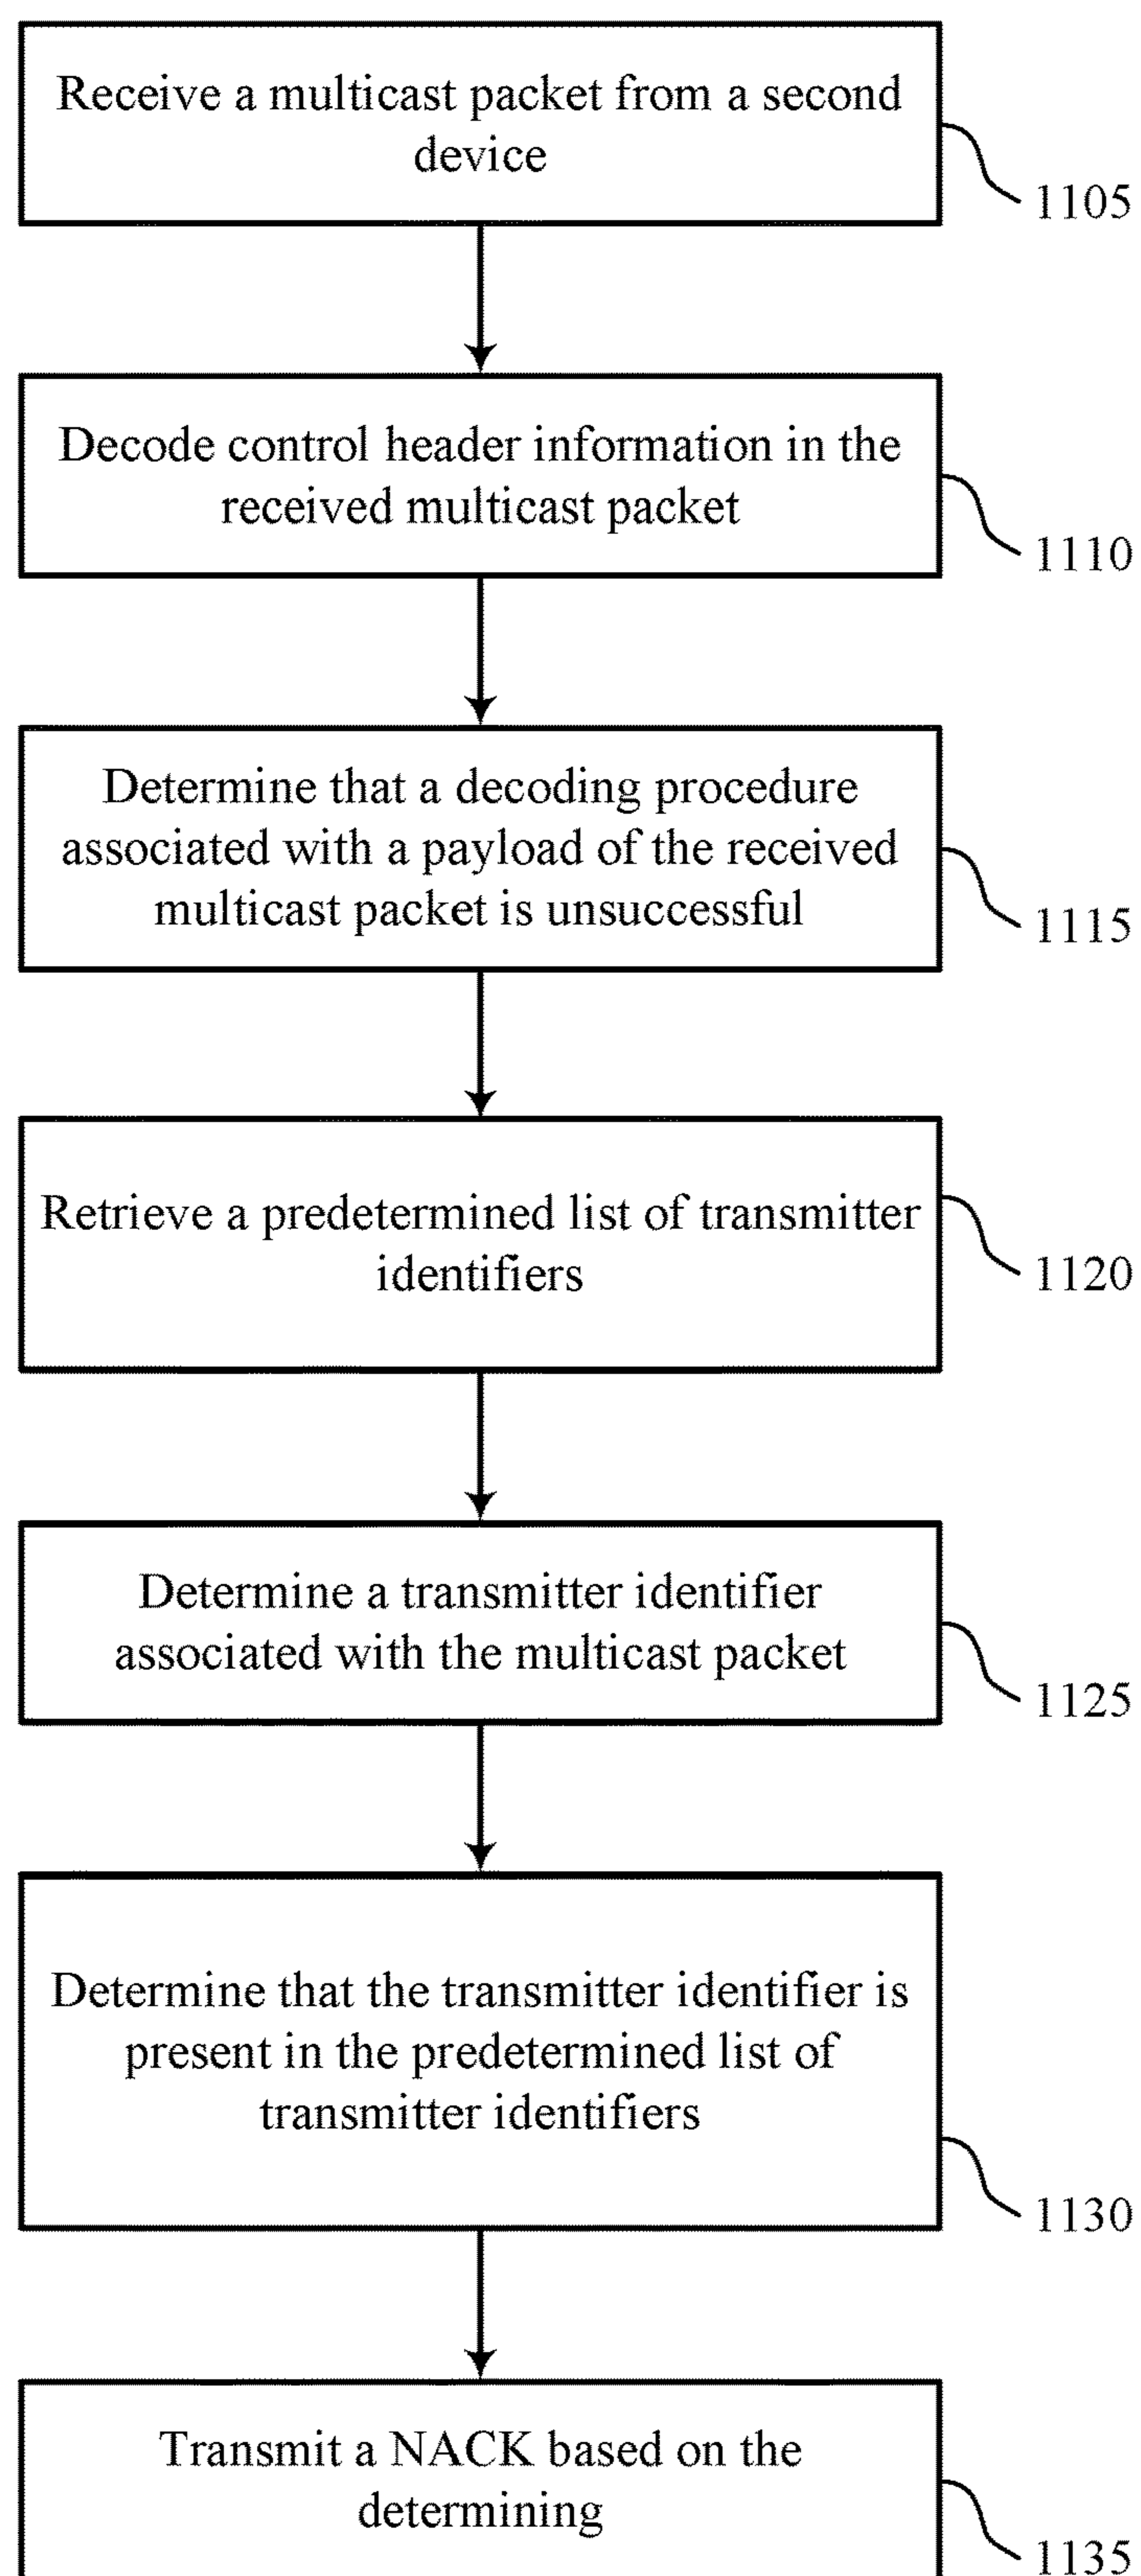 Receive a multicast packet from a second
device
1105
Decode control header information in the
received multicast packet
1110
Determine that a decoding procedure
associated with a payload of the received
multicast packet is unsuccessful
1115
Retrieve a predetermined list of transmitter
identifiers
1120
Determine a transmitter identifier
associated with the multicast packet
1125
Determine that the transmitter identifier is
present in the predetermined list of
transmitter identifiers
1130
Transmit a NACK based on the
determining
1135